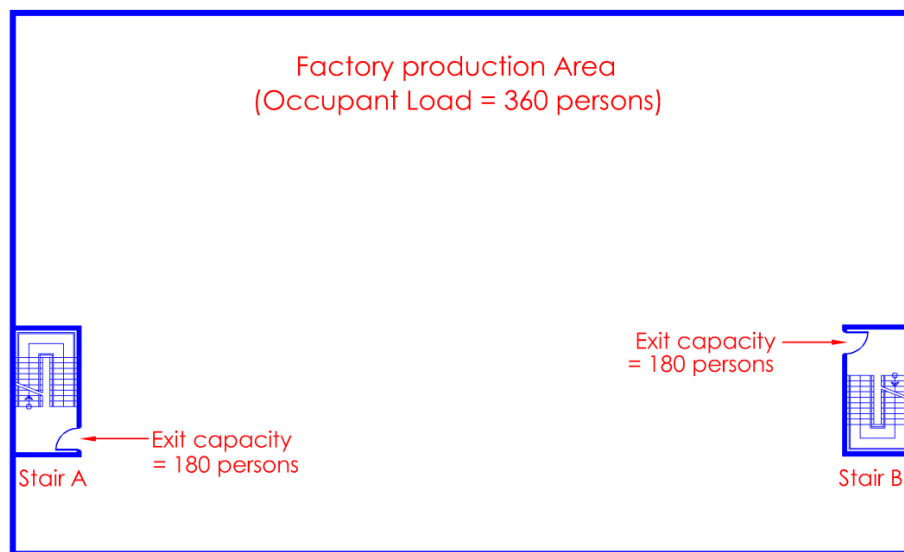 Factory production Area
(Occupant Load = 360 persons)
Exit capacity
= 180 persons
Exit capacity
= 180 persons
Stair A
Stair B